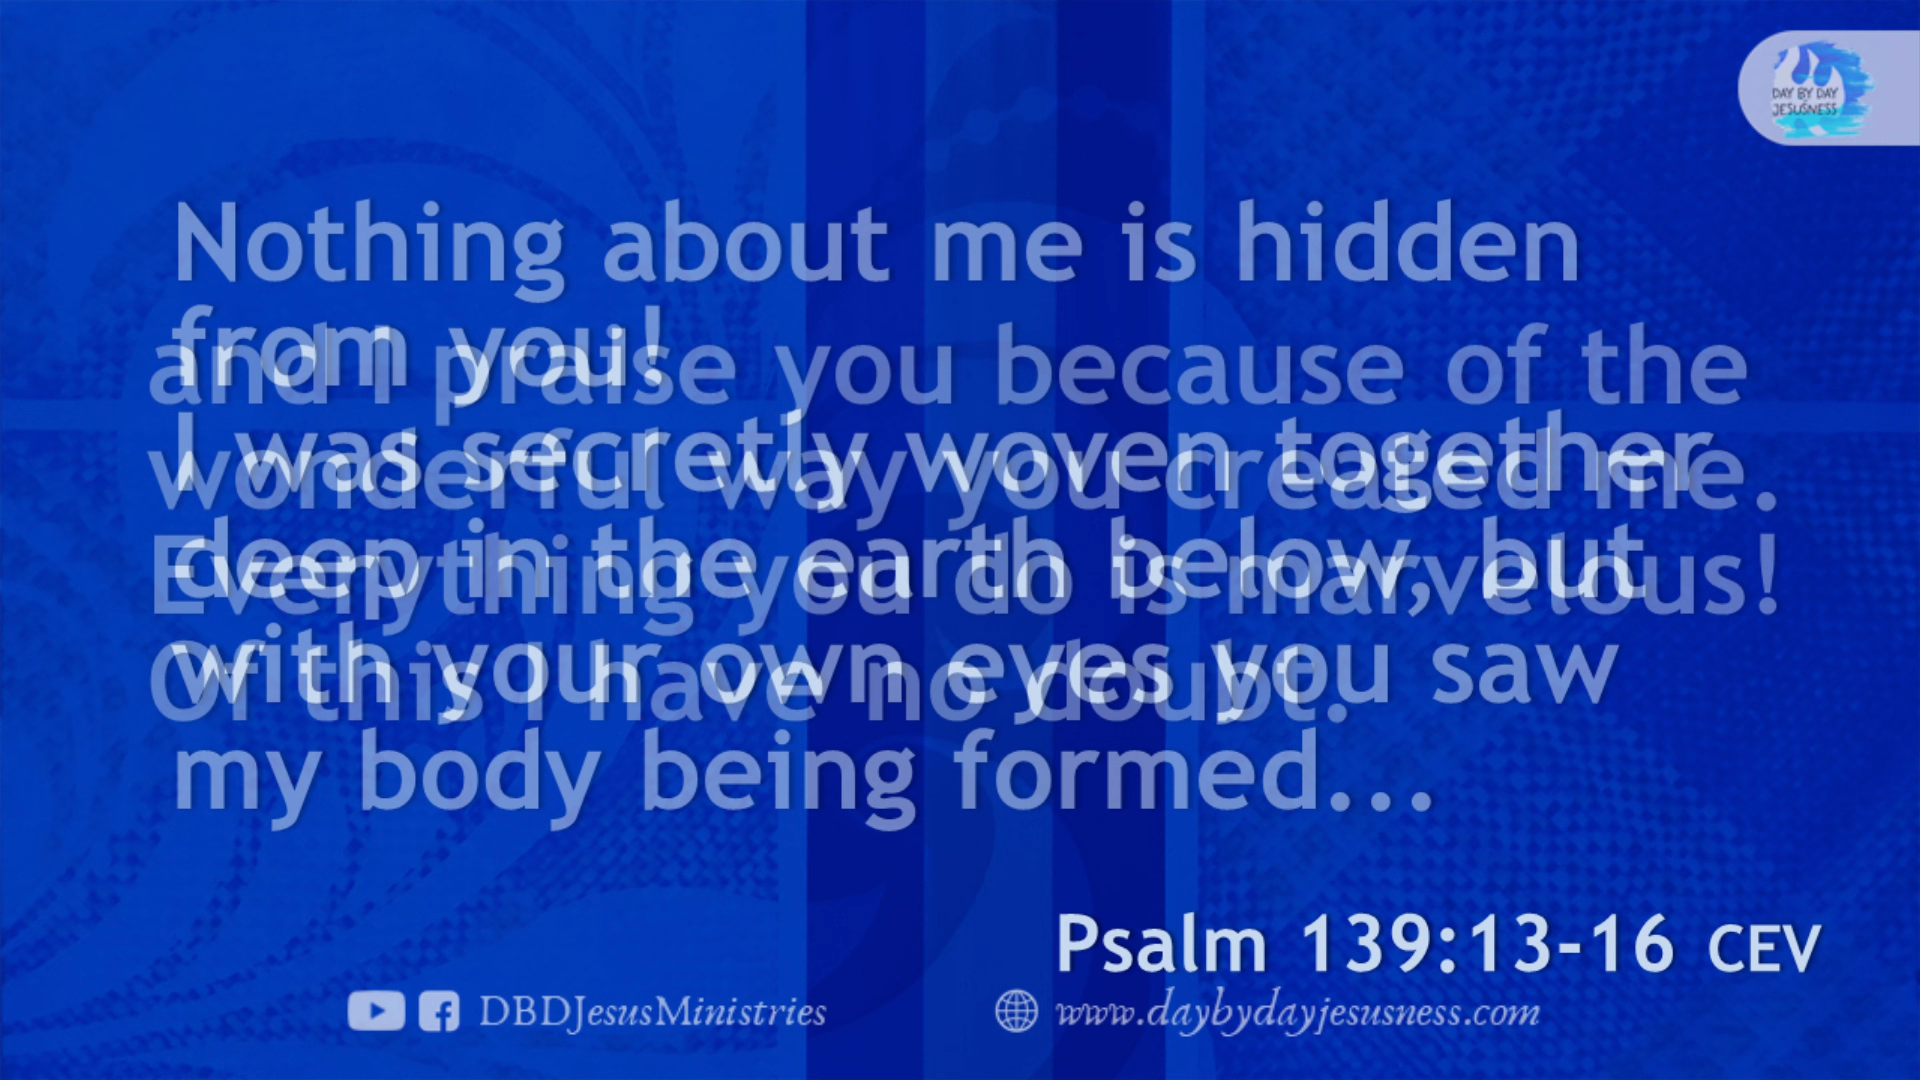 DAY BY DAY
JESUSNESS
Nothing about me is hidden
from you!
I was secretly woven together
deep in the earth below, but
with your own eyes you saw
my body being formed...
and I praise you because of the
wonderful way you created me.
Everything you do is marvelous!
Of this I have no doubt.
Psalm 139:13-16 CEV
DBDJesusMinistries
www.daybydayjesusness.com